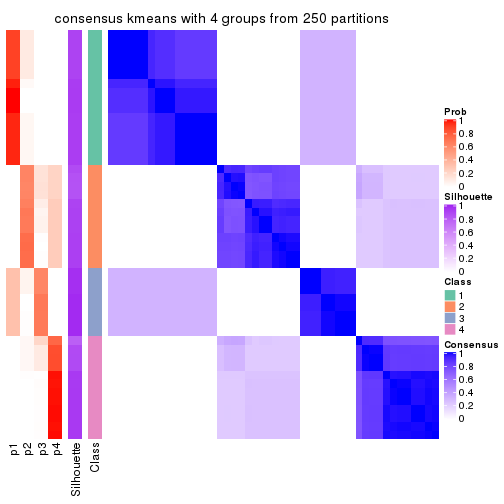 consensus kmeans with 4 groups from 250 partitions
Prob
1
0.8
0.6
0.4
0.2
0
Silhouette
1
0.8
0.6
0.4
0.2
0
Class
1
2
3
4
Consensus
1
0.8
0.6
0.4
0.2
0
p1
p2
p3
p4
Silhouette
Class